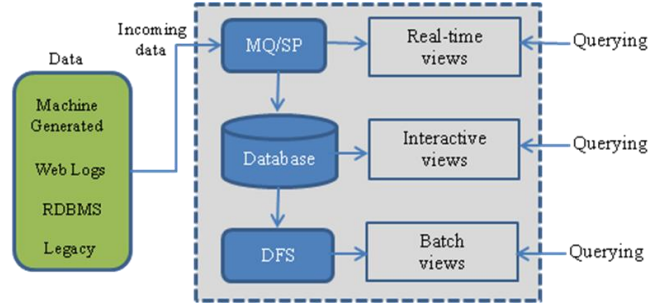 Data
Machine
Generated
Web Logs
RDBMS
Legacy
Incoming
data
MQ/SP
Real-time
views
Querying
Database
Interactive
views
Querying
DFS
Batch
views
Querying